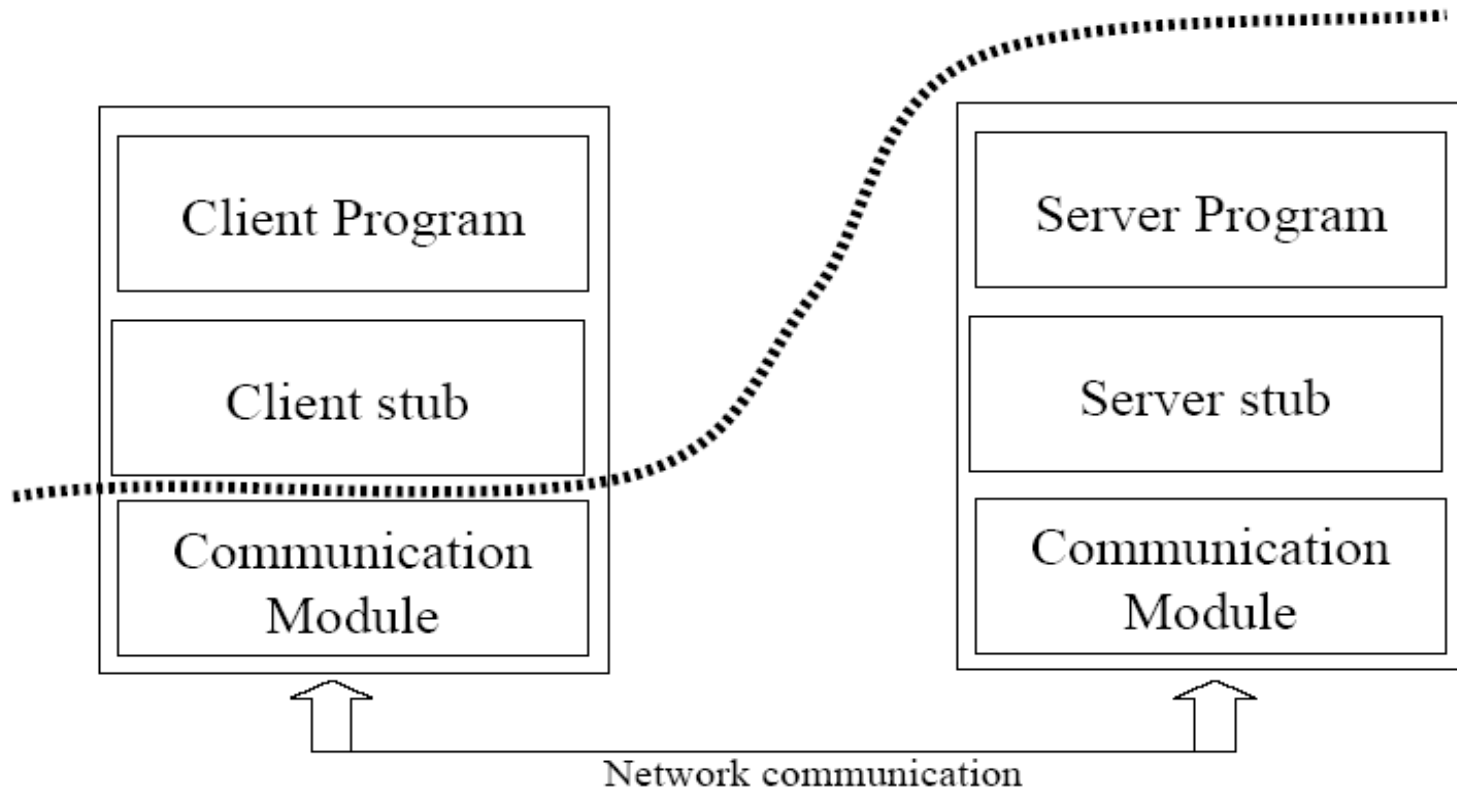 Client Program
Client stub
Communication
Module
Server Program
Server stub
Communication
Module
Network communication